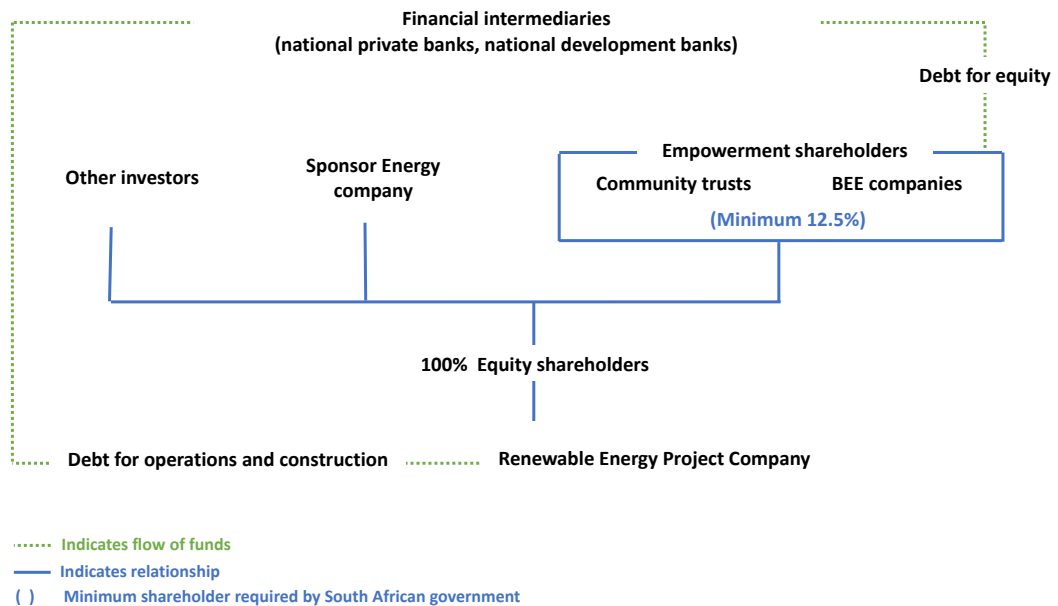 Financial intermediaries
(national private banks, national development banks)
Debt for equity
Empowerment shareholders
Other investors
Sponsor Energy
company
Community trusts
BEE companies
(Minimum 12.5%)
100% Equity shareholders
Debt for operations and construction
Renewable Energy Project Company
Indicates flow of funds
Indicates relationship
( ) Minimum shareholder required by South African government